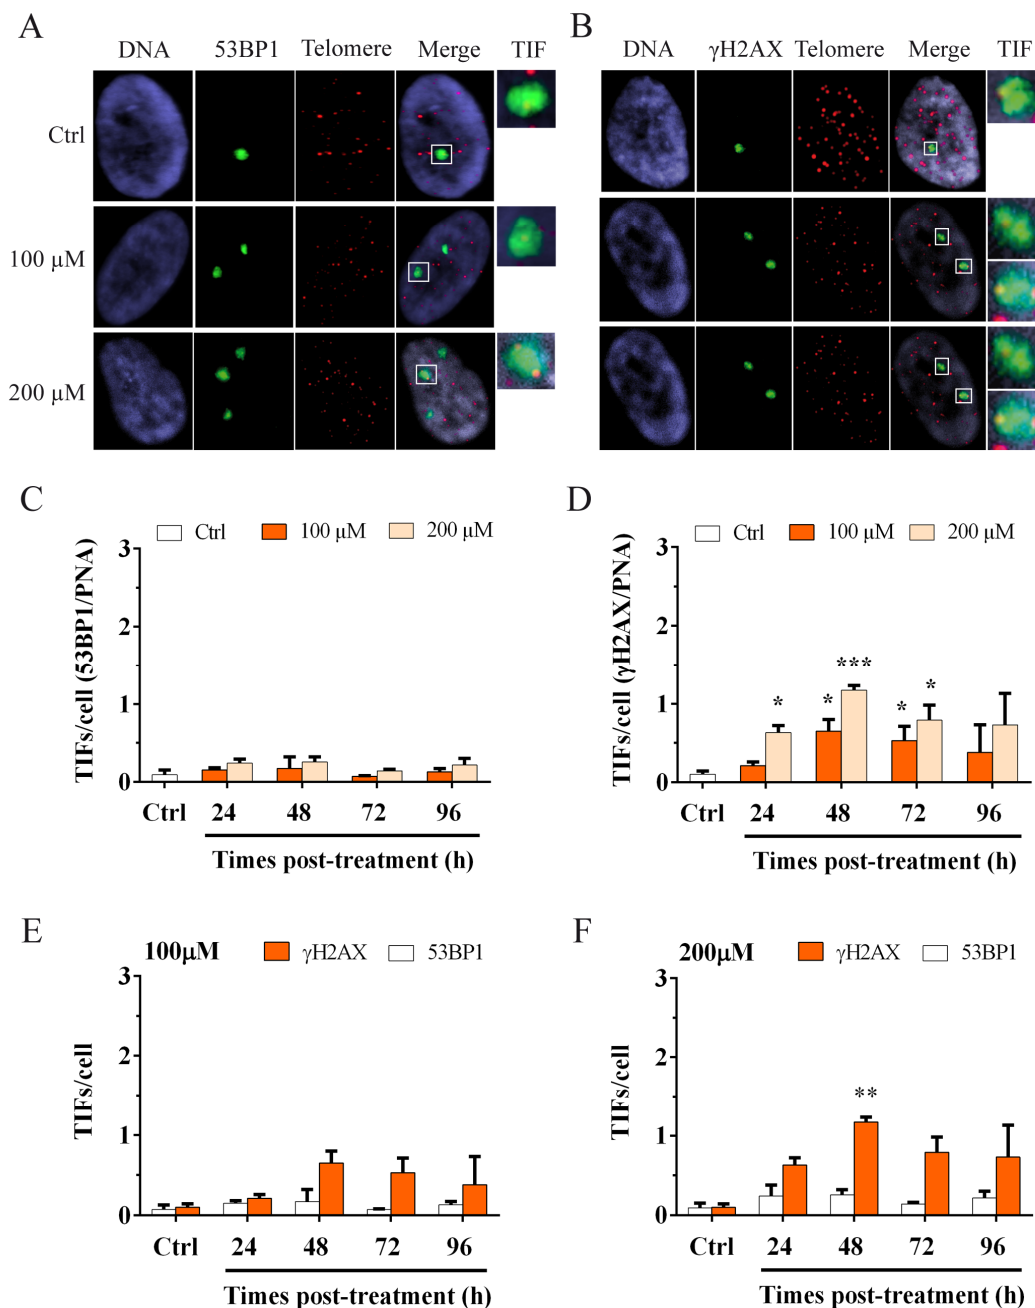 A
DNA 53BP1 Telomere Merge TIF
Ctrl
100 μM
200 μM
B
DNA γH2AX Telomere Merge TIF
C
Ctrl 100 μM 200 μM
TIFs/cell (53BP1/PNA)
3
2
1
0
Ctrl 24 48 72 96
Times post-treatment (h)
D
Ctrl 100 μM 200 μM
TIFs/cell (γH2AX/PNA)
3
2
1
0
* * *** * *
Ctrl 24 48 72 96
Times post-treatment (h)
E
100μM γH2AX 53BP1
TIFs/cell
3
2
1
0
Ctrl 24 48 72 96
Times post-treatment (h)
F
200μM γH2AX 53BP1
TIFs/cell
3
2
1
0
**
Ctrl 24 48 72 96
Times post-treatment (h)